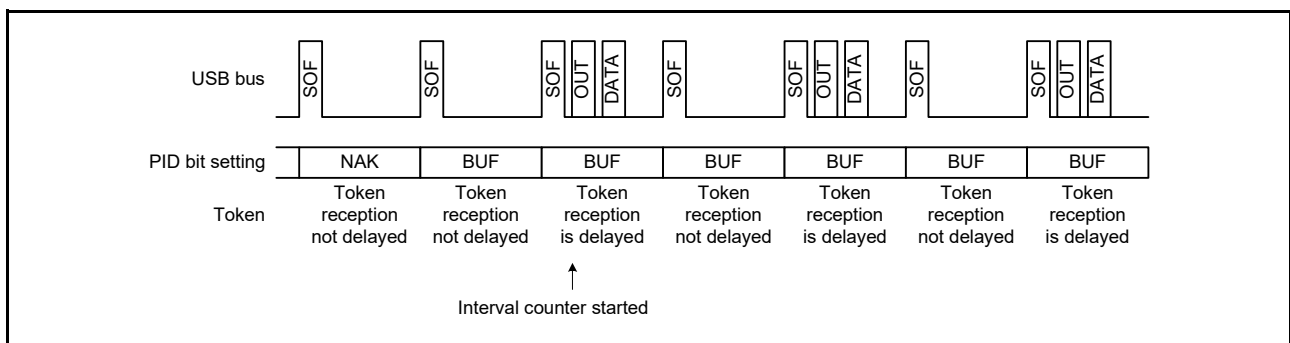 USB bus
SOF SOF SOF OUT DATA SOF SOF OUT DATA SOF SOF OUT DATA
PID bit setting NAK BUF BUF BUF BUF BUF BUF
Token
Token reception not delayed
Token reception not delayed
Token reception is delayed
Token reception not delayed
Token reception is delayed
Token reception not delayed
Token reception is delayed
Interval counter started